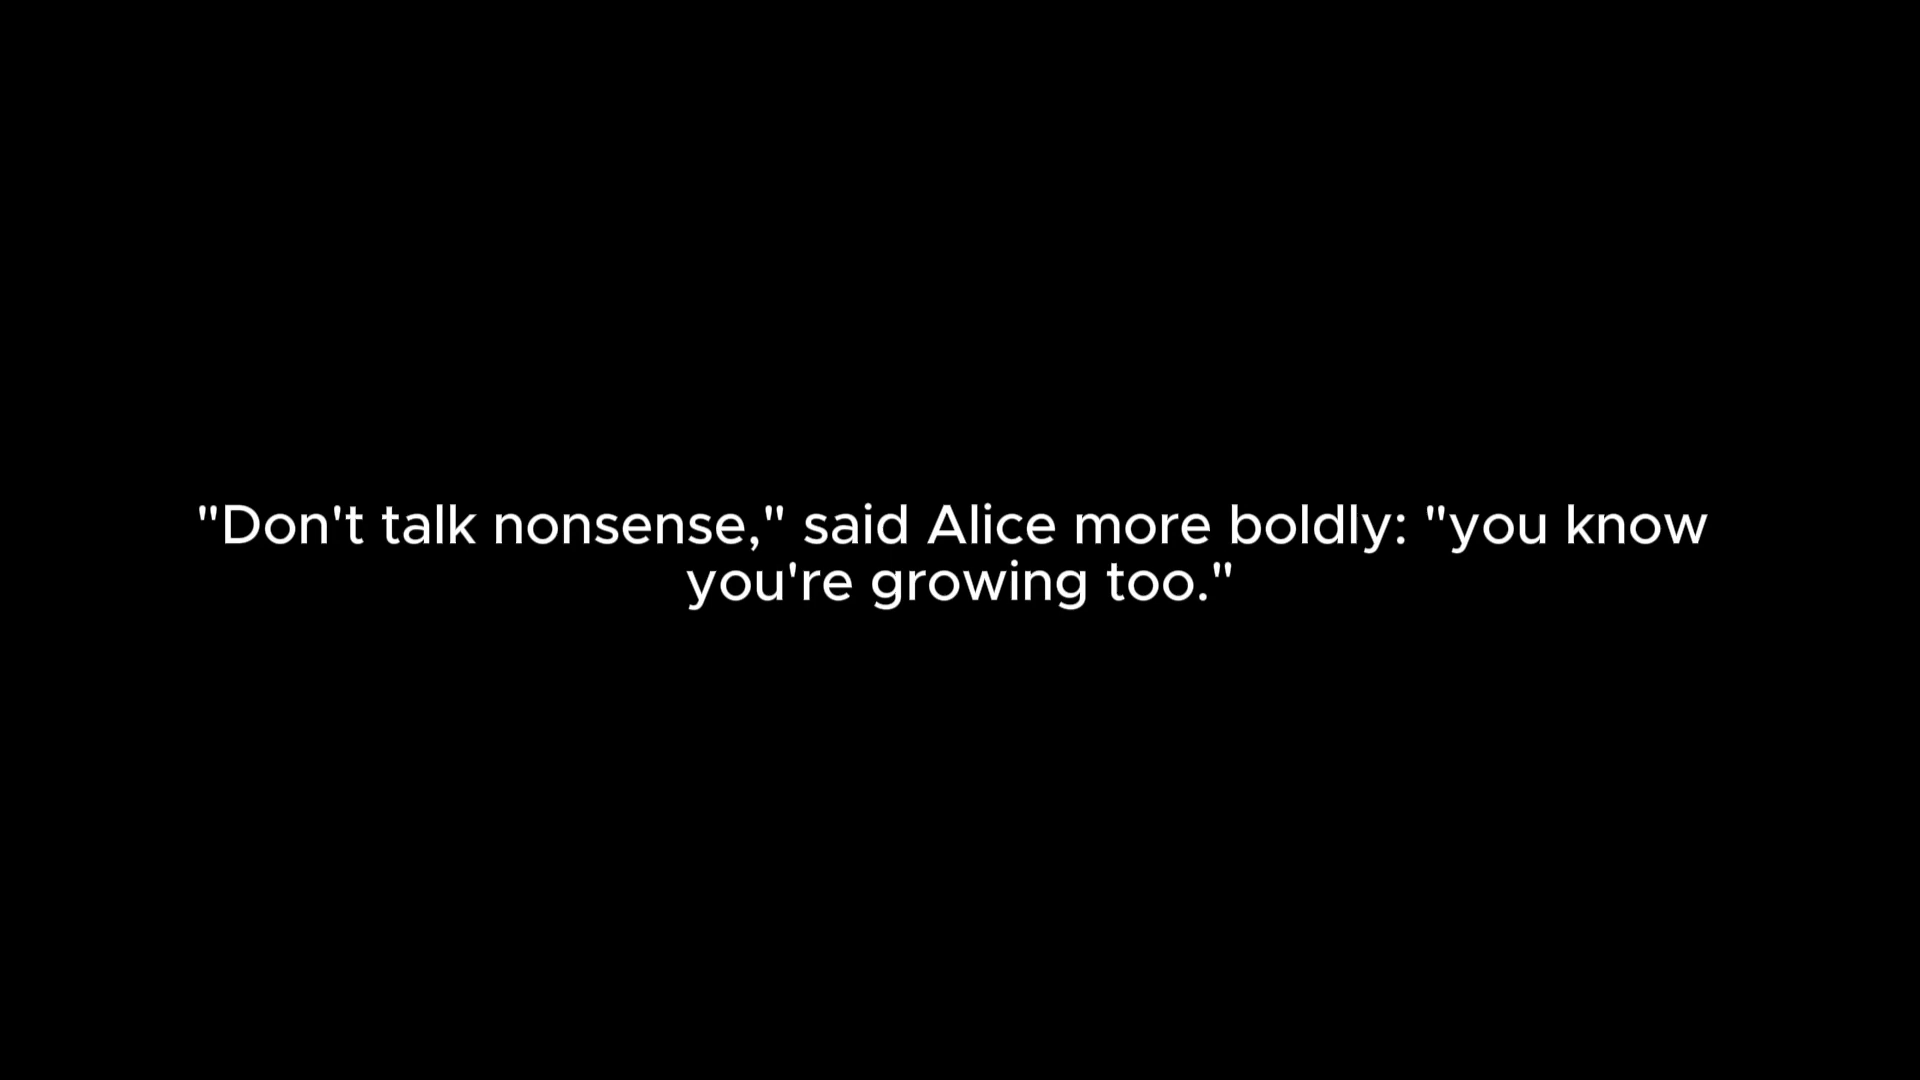 "Don't talk nonsense," said Alice more boldly: "you know
you're growing too."